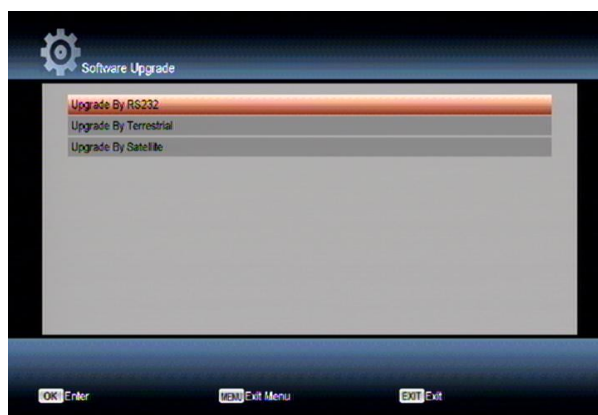 Software Upgrade
Upgrade By RS232
Upgrade By Terrestrial
Upgrade By Satellite
OK Enter
MENU Exit Menu
EXIT Exit